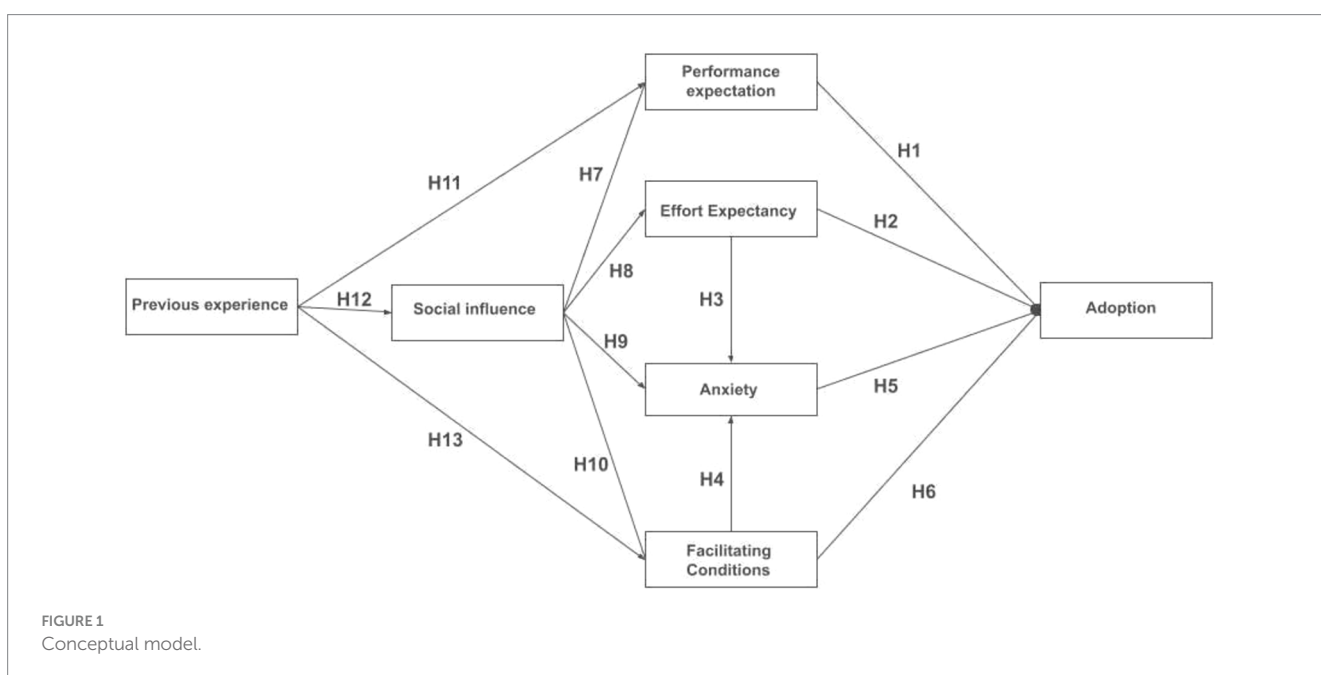 Performance
expectation
H1
H11
H7
Effort Expectancy
H2
H8
H3
Previous experience
H12
Social influence
Adoption
H9
Anxiety
H5
H13
H10
H4
H6
Facilitating
Conditions
FIGURE 1
Conceptual model.